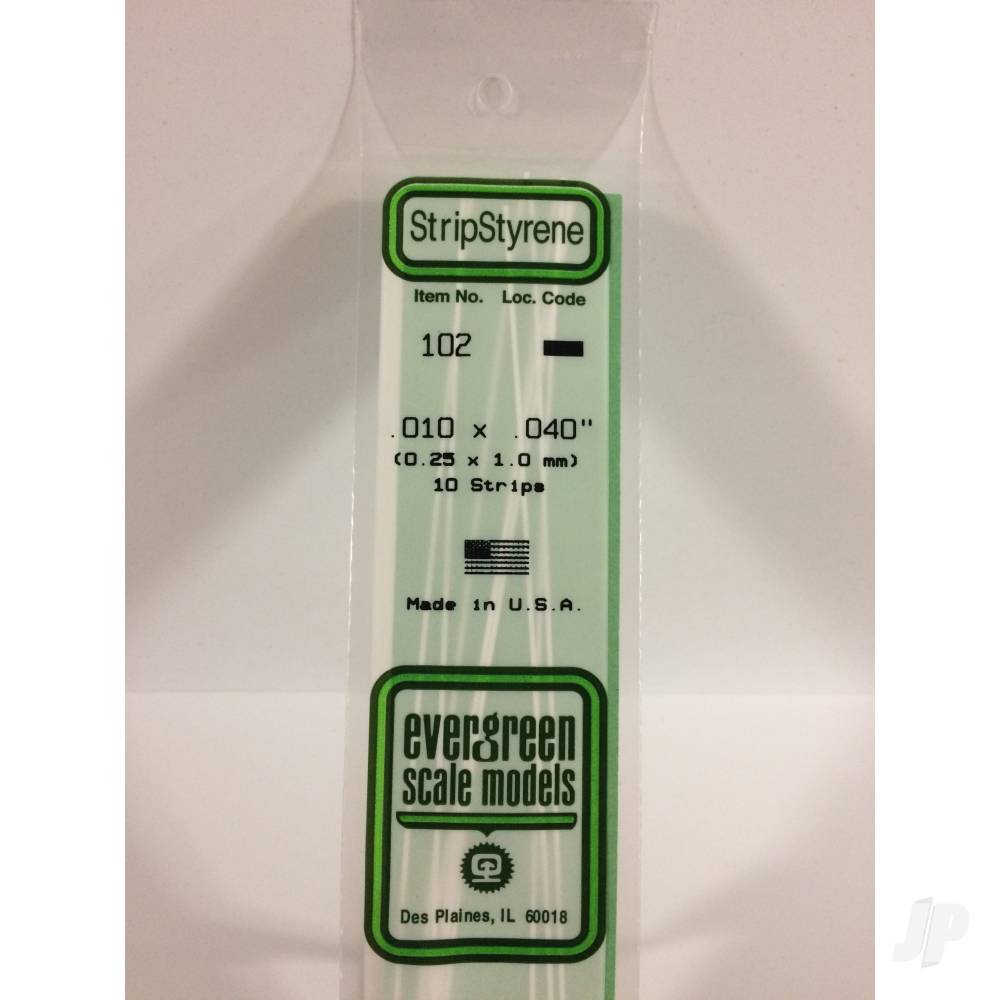 StripStyrene
Item No. Loc. Code
102
.010 x .040"
(0.25 x 1.0 mm)
10 Strips
Made in U.S.A.
evergreen
scale models
Des Plaines, IL 60018
JP